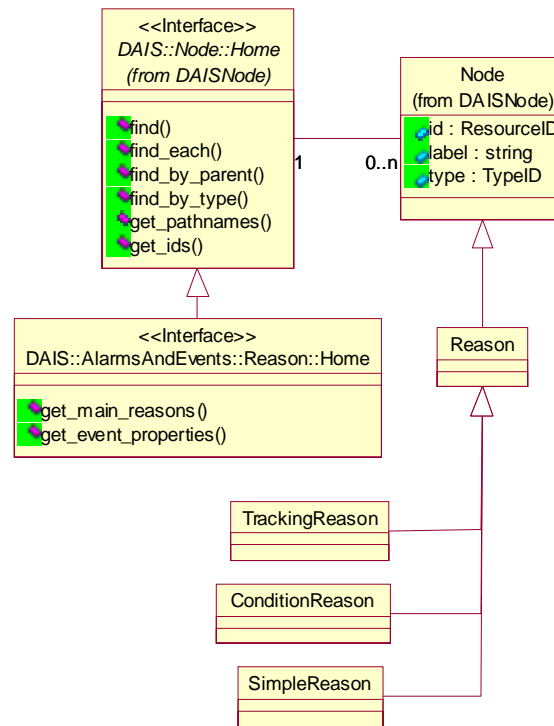 <<Interface>>
DAIS::Node::Home
(from DAISNode)
find()
find_each()
find_by_parent()
find_by_type()
get_pathnames()
get_ids()
1
0..n
Node
(from DAISNode)
id : ResourceID
label : string
type : TypeID
<<Interface>>
DAIS::AlarmsAndEvents::Reason::Home
get_main_reasons()
get_event_properties()
Reason
TrackingReason
ConditionReason
SimpleReason